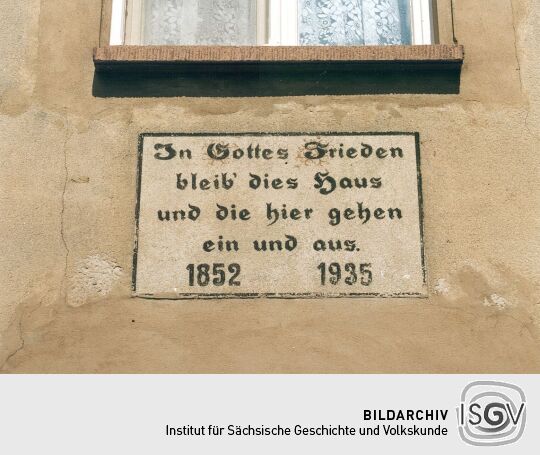 In Gottes Frieden
bleib' dies Haus
und die hier gehen
ein und aus.
1852 1935
BILDARCHIV
Institut für Sächsische Geschichte und Volkskunde
ISGV